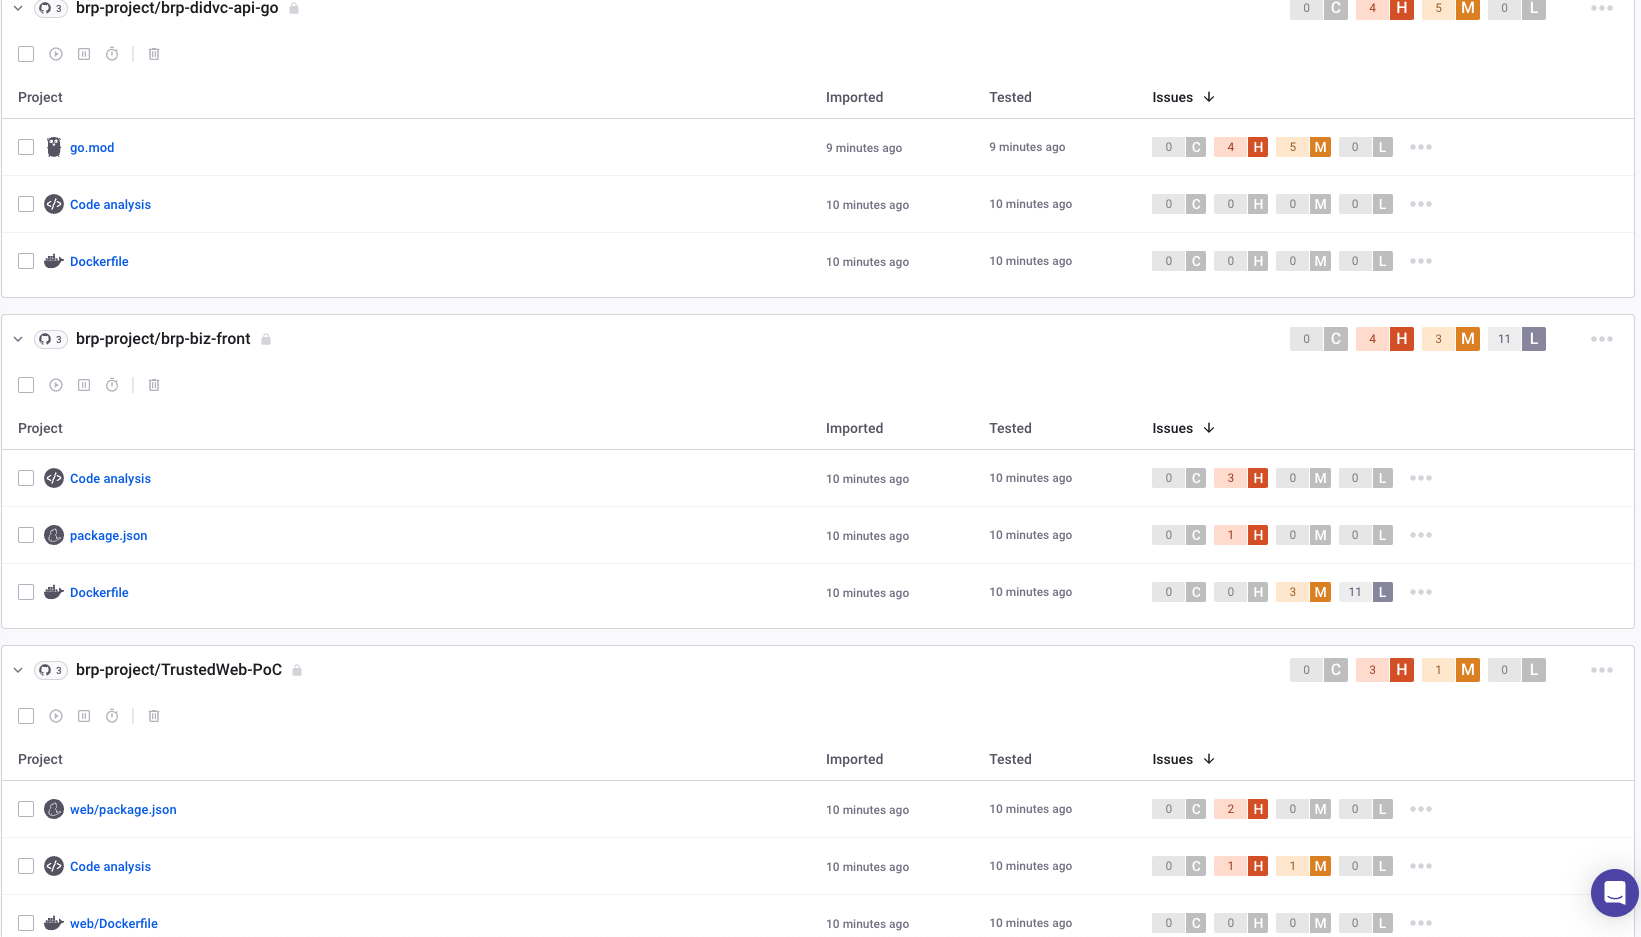 3 brp-project/brp-didvc-api-go 0 C 4 H 5 M 0 L
Project Imported Tested Issues
go.mod 9 minutes ago 9 minutes ago 0 C 4 H 5 M 0 L
Code analysis 10 minutes ago 10 minutes ago 0 C 0 H 0 M 0 L
Dockerfile 10 minutes ago 10 minutes ago 0 C 0 H 0 M 0 L
3 brp-project/brp-biz-front 0 C 4 H 3 M 11 L
Project Imported Tested Issues
Code analysis 10 minutes ago 10 minutes ago 0 C 3 H 0 M 0 L
package.json 10 minutes ago 10 minutes ago 0 C 1 H 0 M 0 L
Dockerfile 10 minutes ago 10 minutes ago 0 C 0 H 3 M 11 L
3 brp-project/TrustedWeb-PoC 0 C 3 H 1 M 0 L
Project Imported Tested Issues
web/package.json 10 minutes ago 10 minutes ago 0 C 2 H 0 M 0 L
Code analysis 10 minutes ago 10 minutes ago 0 C 1 H 1 M 0 L
web/Dockerfile 10 minutes ago 10 minutes ago 0 C 0 H 0 M 0 L